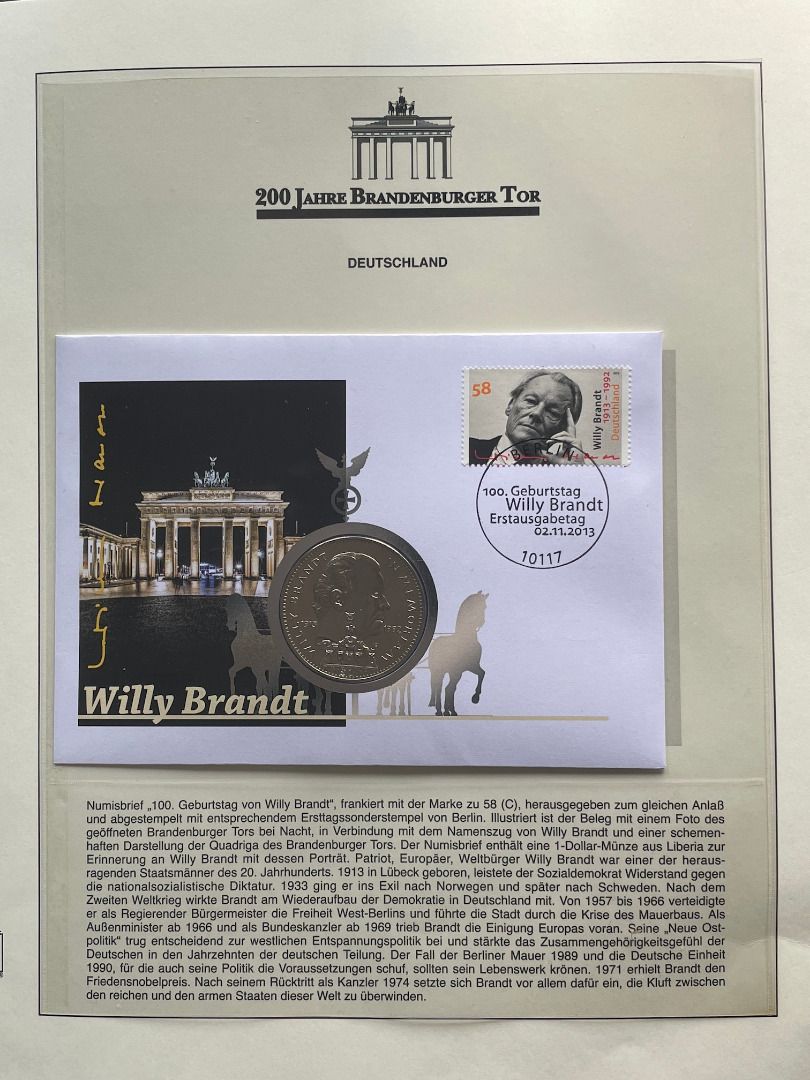 200 JAHRE BRANDENBURGER TOR
DEUTSCHLAND
58
Willy Brandt
1913 – 1992
Deutschland
BERLIN
100. Geburtstag
Willy Brandt
Erstausgabetag
02.11.2013
10117
WILLY BRANDT IN MEMORIAM
1913 1992
Willy Brandt
Numisbrief „100. Geburtstag von Willy Brandt“, frankiert mit der Marke zu 58 (C), herausgegeben zum gleichen Anlaß
und abgestempelt mit entsprechendem Ersttagssonderstempel von Berlin. Illustriert ist der Beleg mit einem Foto des
geöffneten Brandenburger Tors bei Nacht, in Verbindung mit dem Namenszug von Willy Brandt und einer schemen-
haften Darstellung der Quadriga des Brandenburger Tors. Der Numisbrief enthält eine 1-Dollar-Münze aus Liberia zur
Erinnerung an Willy Brandt mit dessen Porträt. Patriot, Europäer, Weltbürger Willy Brandt war einer der heraus-
ragenden Staatsmänner des 20. Jahrhunderts. 1913 in Lübeck geboren, leistete der Sozialdemokrat Widerstand gegen
die nationalsozialistische Diktatur. 1933 ging er ins Exil nach Norwegen und später nach Schweden. Nach dem
Zweiten Weltkrieg wirkte Brandt am Wiederaufbau der Demokratie in Deutschland mit. Von 1957 bis 1966 verteidigte
er als Regierender Bürgermeister die Freiheit West-Berlins und führte die Stadt durch die Krise des Mauerbaus. Als
Außenminister ab 1966 und als Bundeskanzler ab 1969 trieb Brandt die Einigung Europas voran. Seine „Neue Ost-
politik“ trug entscheidend zur westlichen Entspannungspolitik bei und stärkte das Zusammengehörigkeitsgefühl der
Deutschen in den Jahrzehnten der deutschen Teilung. Der Fall der Berliner Mauer 1989 und die Deutsche Einheit
1990, für die auch seine Politik die Voraussetzungen schuf, sollten sein Lebenswerk krönen. 1971 erhielt Brandt den
Friedensnobelpreis. Nach seinem Rücktritt als Kanzler 1974 setzte sich Brandt vor allem dafür ein, die Kluft zwischen
den reichen und den armen Staaten dieser Welt zu überwinden.